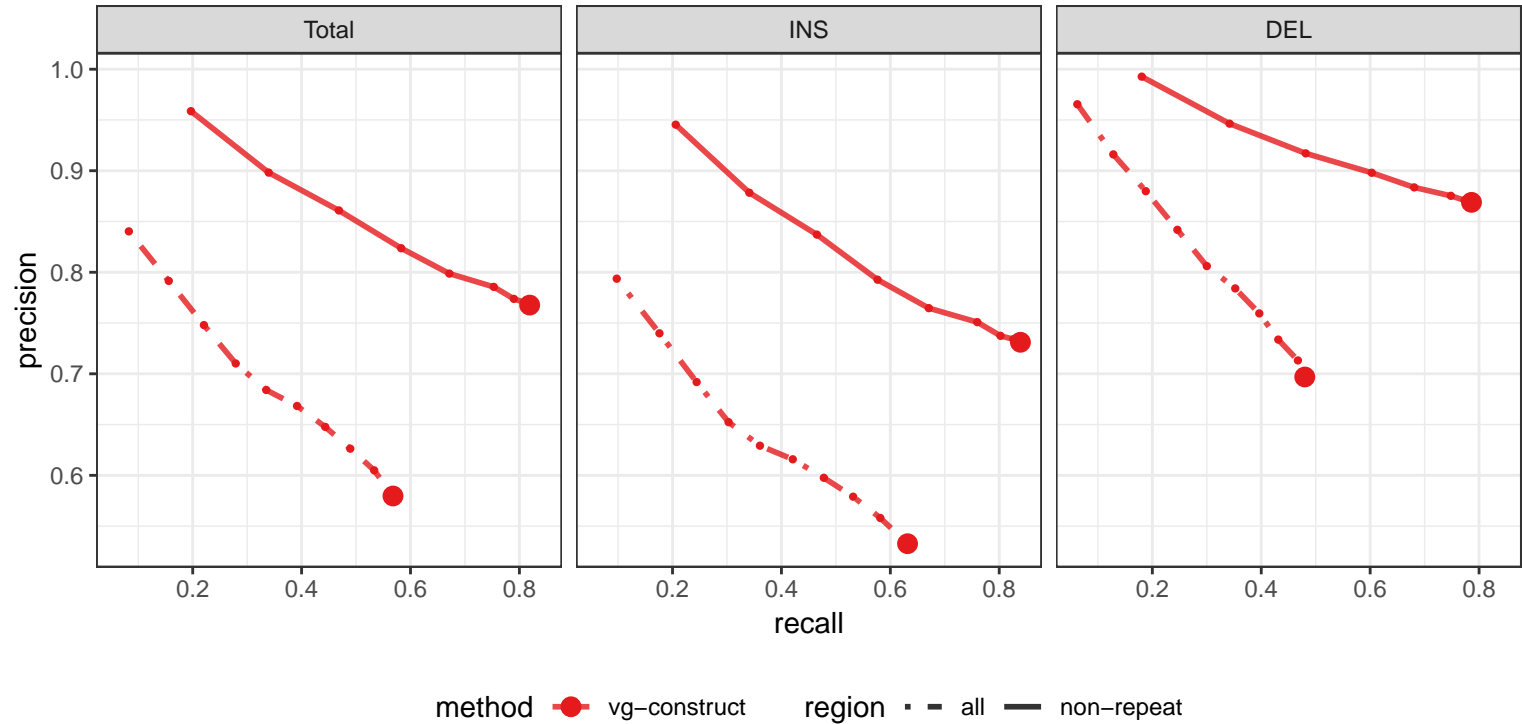 Total INS DEL
1.0
0.9
0.8
0.7
0.6
precision
0.2 0.4 0.6 0.8 0.2 0.4 0.6 0.8 0.2 0.4 0.6 0.8
recall
method vg−construct region all non−repeat